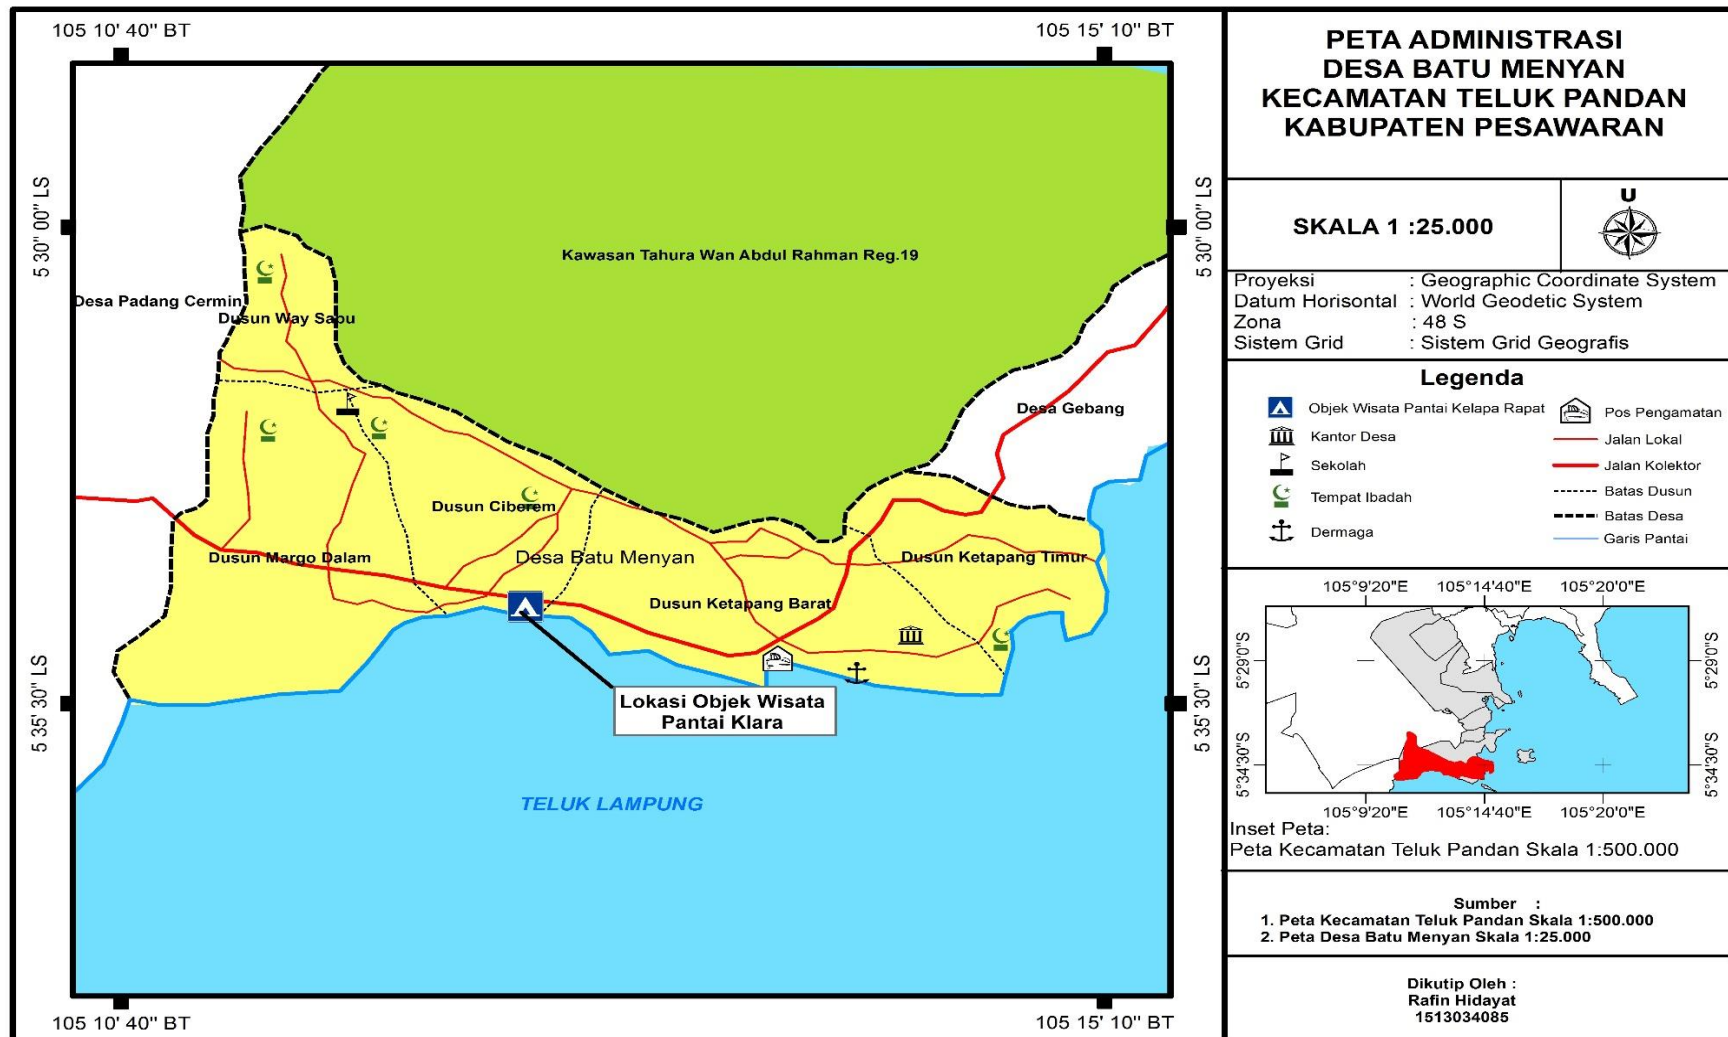 105 10' 40" BT
105 15' 10" BT
5 30' 00" LS
5 30' 00" LS
Kawasan Tahura Wan Abdul Rahman Reg.19
Desa Padang Cermin
Dusun Way Sabu
Desa Gebang
Dusun Ciberem
Dusun Margo Dalam
Desa Batu Menyan
Dusun Ketapang Timur
Dusun Ketapang Barat
5 35' 30" LS
5 35' 30" LS
Lokasi Objek Wisata
Pantai Klara
TELUK LAMPUNG
105 10' 40" BT
105 15' 10" BT
PETA ADMINISTRASI
DESA BATU MENYAN
KECAMATAN TELUK PANDAN
KABUPATEN PESAWARAN
SKALA 1 :25.000
U
Proyeksi : Geographic Coordinate System
Datum Horisontal : World Geodetic System
Zona : 48 S
Sistem Grid : Sistem Grid Geografis
Legenda
Objek Wisata Pantai Kelapa Rapat
Kantor Desa
Sekolah
Tempat Ibadah
Dermaga
Pos Pengamatan
Jalan Lokal
Jalan Kolektor
Batas Dusun
Batas Desa
Garis Pantai
105°9'20"E 105°14'40"E 105°20'0"E
5°29'0"S
5°29'0"S
5°34'30"S
5°34'30"S
105°9'20"E 105°14'40"E 105°20'0"E
Inset Peta:
Peta Kecamatan Teluk Pandan Skala 1:500.000
Sumber :
1. Peta Kecamatan Teluk Pandan Skala 1:500.000
2. Peta Desa Batu Menyan Skala 1:25.000
Dikutip Oleh :
Rafin Hidayat
1513034085